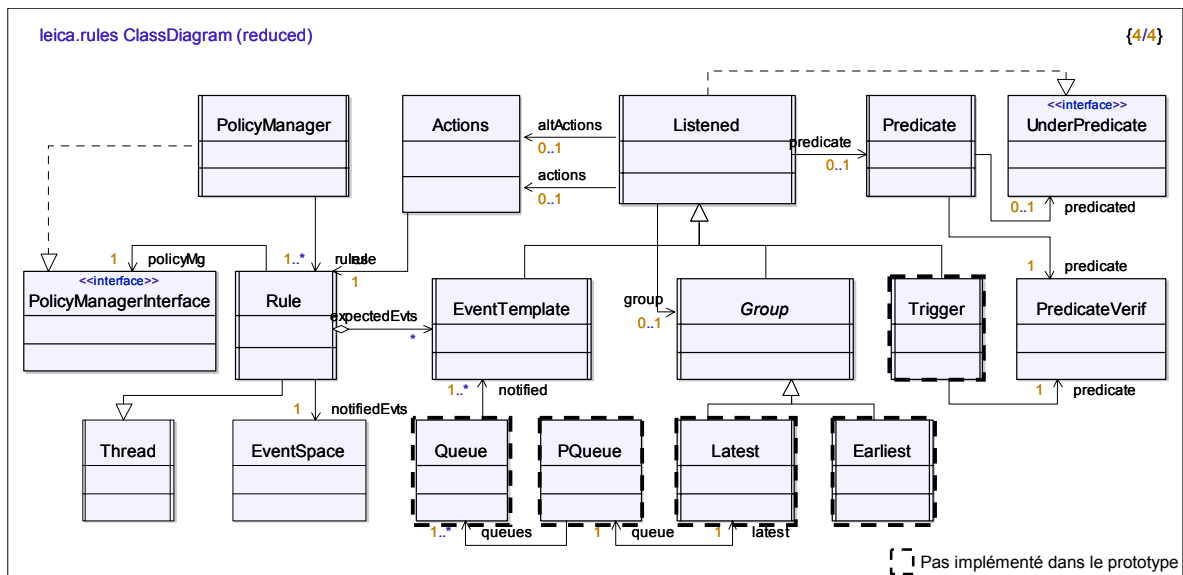 leica.rules ClassDiagram (reduced)
{4/4}
PolicyManager
Actions
altActions
0..1
actions
0..1
Listened
predicate
0..1
Predicate
<<interface>>
UnderPredicate
0..1
predicated
1
policyMg
1..*
rules
rule
1
group
0..1
1
predicate
<<interface>>
PolicyManagerInterface
Rule
expectedEvts
*
EventTemplate
Group
Trigger
PredicateVerif
1
notifiedEvts
1..*
notified
1
predicate
Thread
EventSpace
Queue
PQueue
Latest
Earliest
1..*
queues
1
queue
1
latest
Pas implémenté dans le prototype